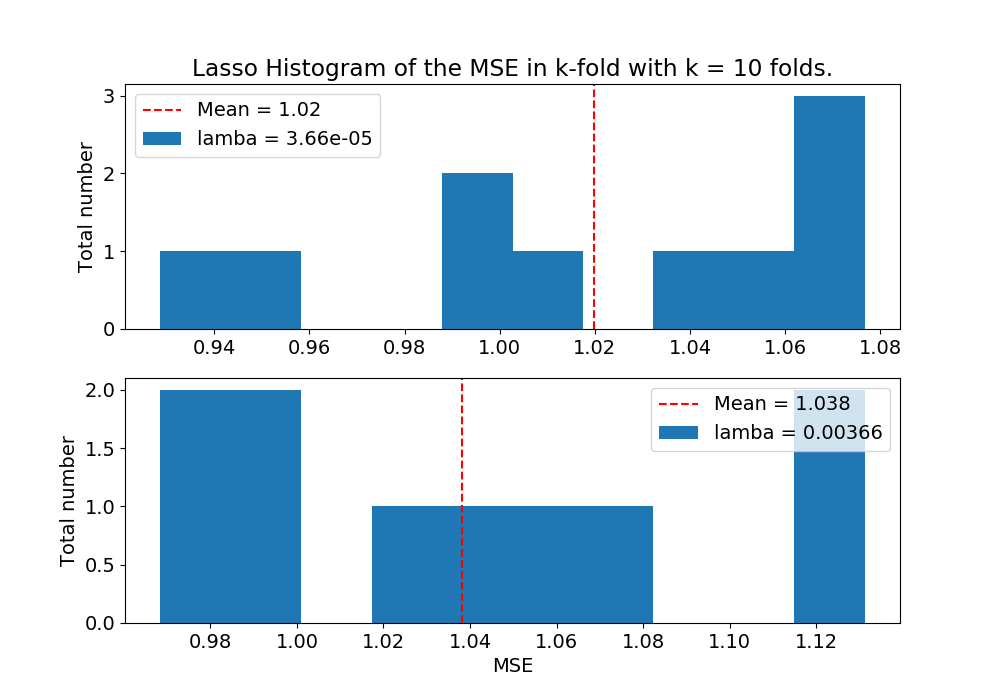 Lasso Histogram of the MSE in k-fold with k = 10 folds.
3
2
1
0
Total number
Mean = 1.02
lamba = 3.66e-05
0.94 0.96 0.98 1.00 1.02 1.04 1.06 1.08
2.0
1.5
1.0
0.5
0.0
Total number
Mean = 1.038
lamba = 0.00366
0.98 1.00 1.02 1.04 1.06 1.08 1.10 1.12
MSE